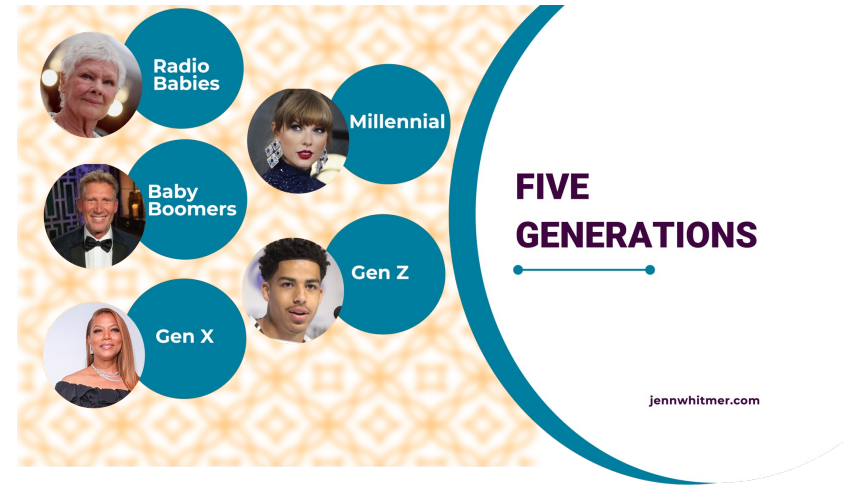 Radio
Babies
Baby
Boomers
Gen X
Millennial
Gen Z
FIVE
GENERATIONS
jennwhitmer.com